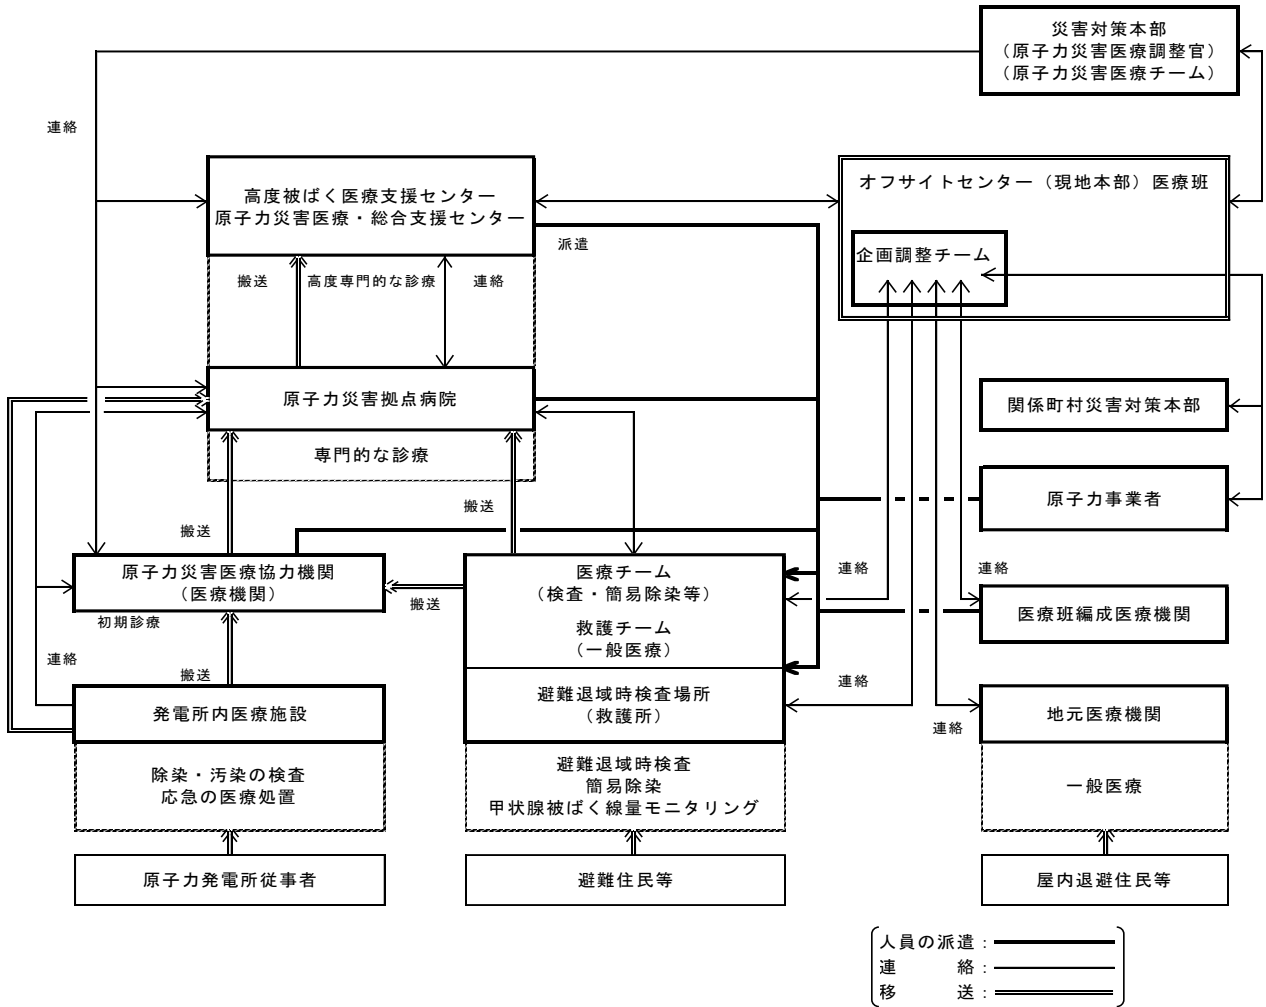 災害対策本部
（原子力災害医療調整官）
（原子力災害医療チーム）
連絡
高度被ばく医療支援センター
原子力災害医療・総合支援センター
オフサイトセンター（現地本部）医療班
派遣
企画調整チーム
搬送
高度専門的な診療
連絡
原子力災害拠点病院
関係町村災害対策本部
専門的な診療
原子力事業者
搬送
搬送
原子力災害医療協力機関
（医療機関）
医療チーム
（検査・簡易除染等）
連絡
連絡
搬送
初期診療
救護チーム
（一般医療）
医療班編成医療機関
連絡
搬送
連絡
発電所内医療施設
避難退域時検査場所
（救護所）
地元医療機関
連絡
除染・汚染の検査
応急の医療処置
避難退域時検査
簡易除染
甲状腺被ばく線量モニタリング
一般医療
原子力発電所従事者
避難住民等
屋内退避住民等
人員の派遣：
連　　　絡：
移　　　送：